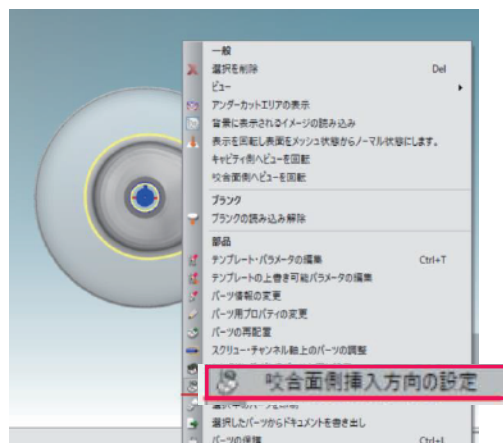 一般
選択を削除 Del
ビュー
アンダーカットエリアの表示
背景に表示されるイメージの読み込み
表示を回転し表面をメッシュ状態からノーマル状態にします。
キャビティ側へビューを回転
咬合面側へビューを回転
ブランク
ブランクの読み込み解除
部品
テンプレート・パラメータの編集 Ctrl+T
テンプレートの上書き可能パラメータの編集
パーツ情報の変更
パーツ用プロパティの変更
パーツの再配置
スクリュー・チャンネル軸上のパーツの調整
咬合面側挿入方向の設定
選択したパーツからドキュメントを書き出し
パーツの保護 Ctrl+L